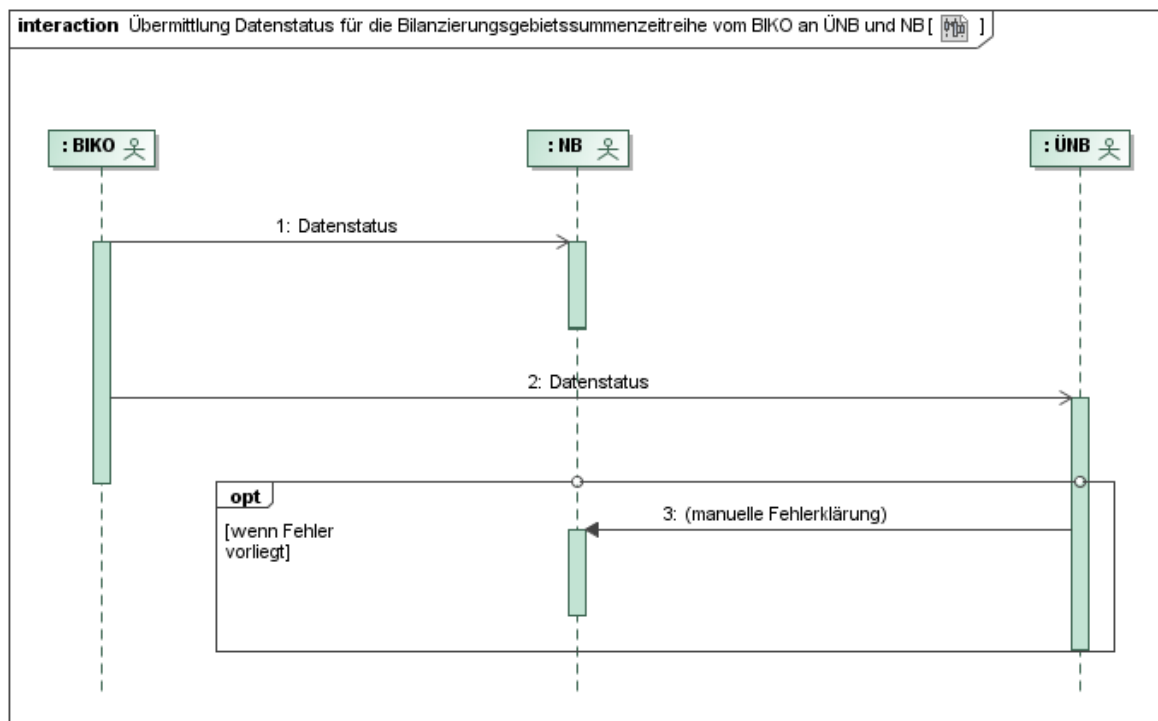 interaction Übermittlung Datenstatus für die Bilanzierungsgebietssummenzeitreihe vom BIKO an ÜNB und NB [ ]
: BIKO
: NB
: ÜNB
1: Datenstatus
2: Datenstatus
opt
[wenn Fehler
vorliegt]
3: (manuelle Fehlerklärung)